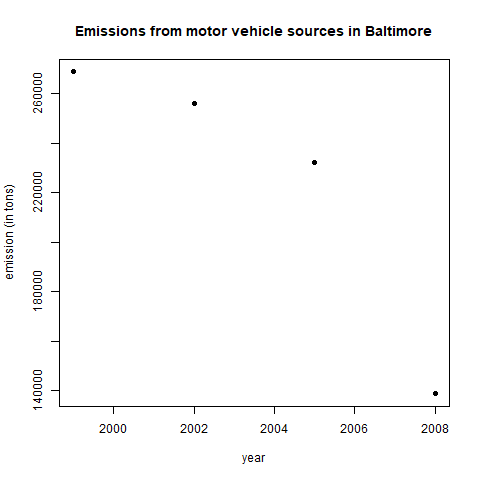 Emissions from motor vehicle sources in Baltimore
emission (in tons)
260000
220000
180000
140000
2000 2002 2004 2006 2008
year